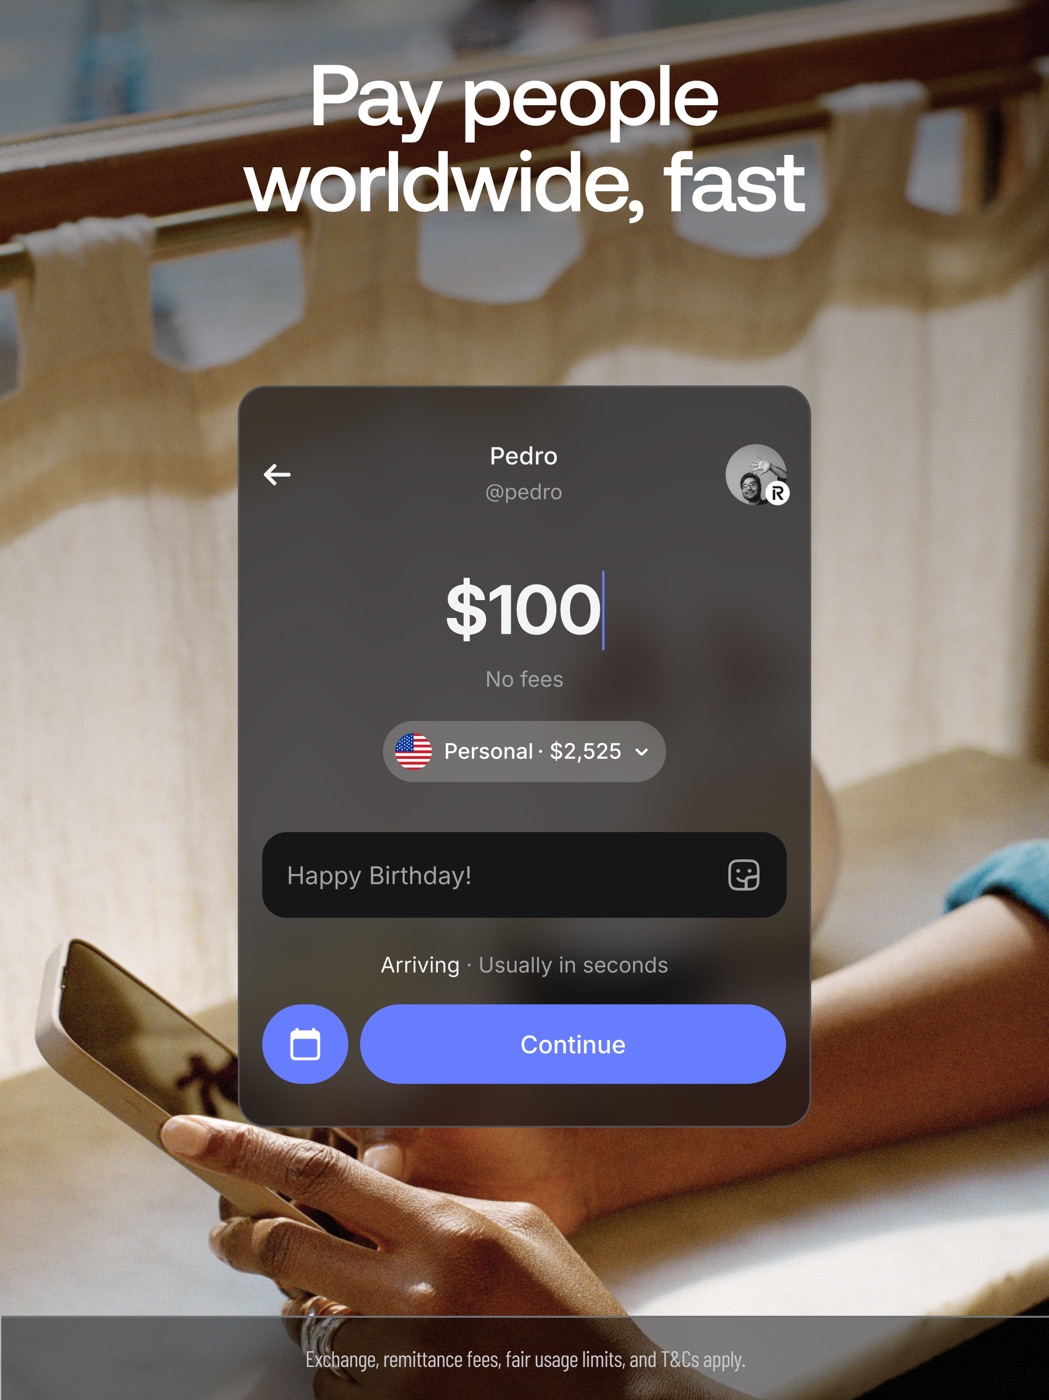 Pay people
worldwide, fast
Pedro
@pedro
R
$100
No fees
Personal · $2,525
Happy Birthday!
Arriving · Usually in seconds
Continue
Exchange, remittance fees, fair usage limits, and T&Cs apply.